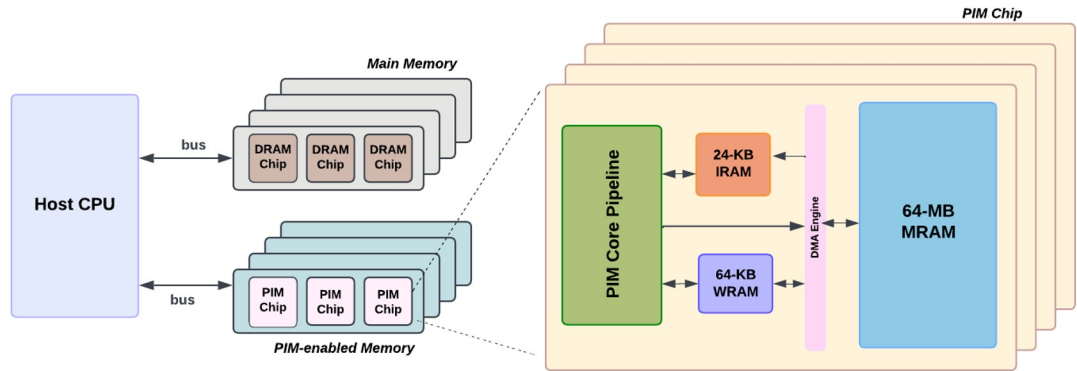 PIM Chip
Main Memory
Host CPU
bus
DRAM
Chip
DRAM
Chip
DRAM
Chip
bus
PIM
Chip
PIM
Chip
PIM
Chip
PIM-enabled Memory
PIM Core Pipeline
24-KB
IRAM
64-KB
WRAM
DMA Engine
64-MB
MRAM